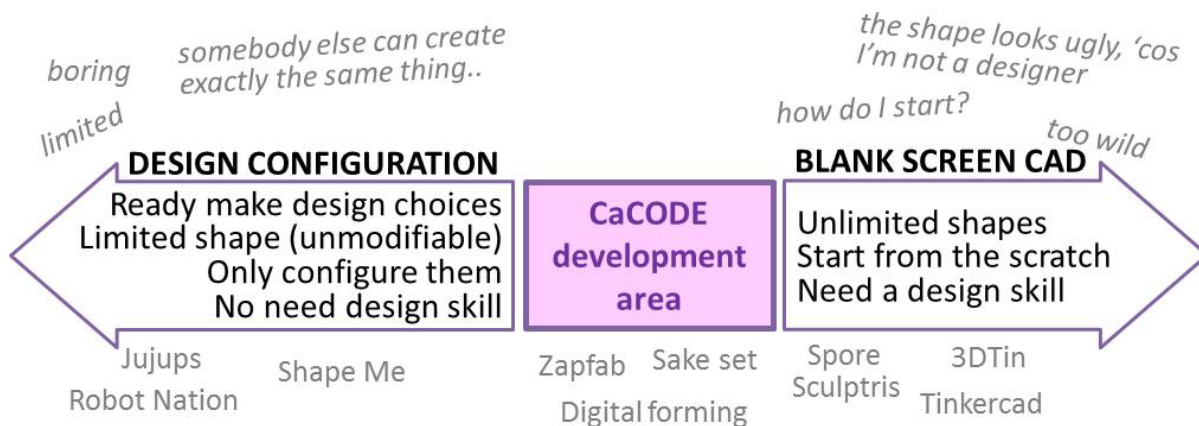 boring
somebody else can create
exactly the same thing..
limited
the shape looks ugly, ‘cos
I’m not a designer
how do I start?
too wild
DESIGN CONFIGURATION
Ready make design choices
Limited shape (unmodifiable)
Only configure them
No need design skill
CaCODE
development
area
BLANK SCREEN CAD
Unlimited shapes
Start from the scratch
Need a design skill
Jujups
Shape Me
Robot Nation
Zapfab
Sake set
Digital forming
Spore
Sculptris
3DTin
Tinkercad